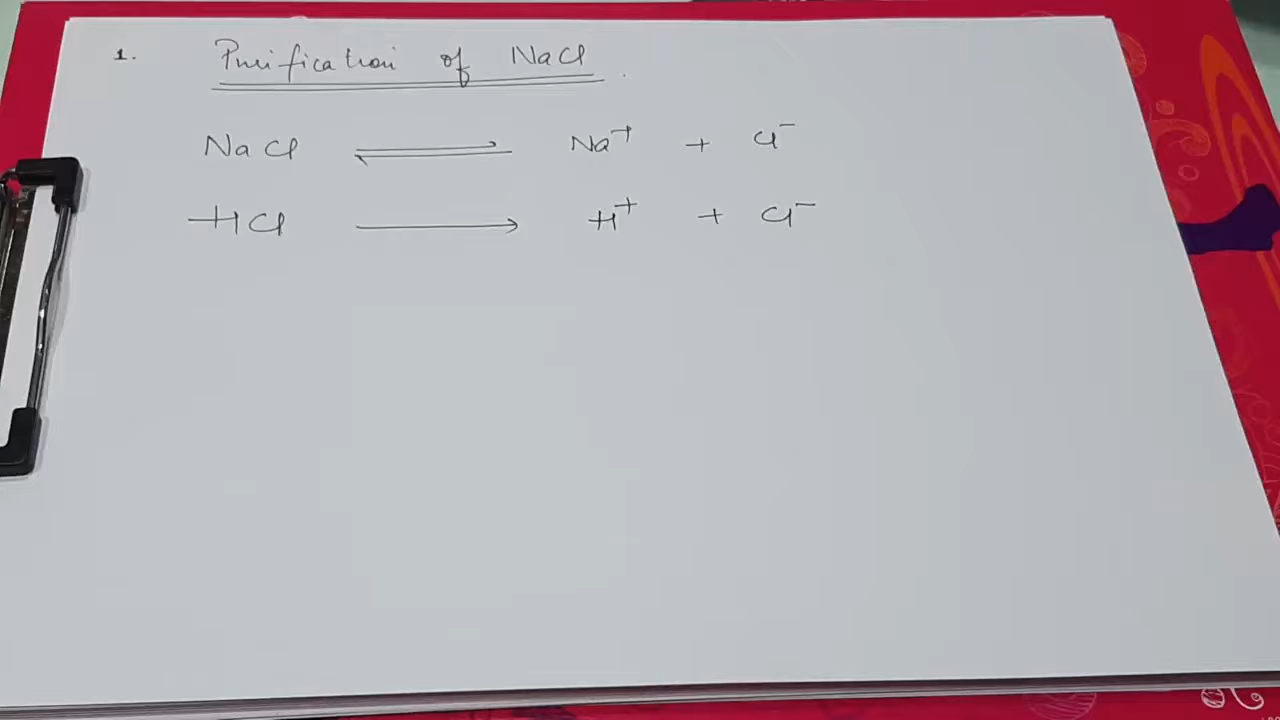 1. Purification of NaCl.
NaCl ⇌ Na⁺ + Cl⁻
HCl ⟶ H⁺ + Cl⁻